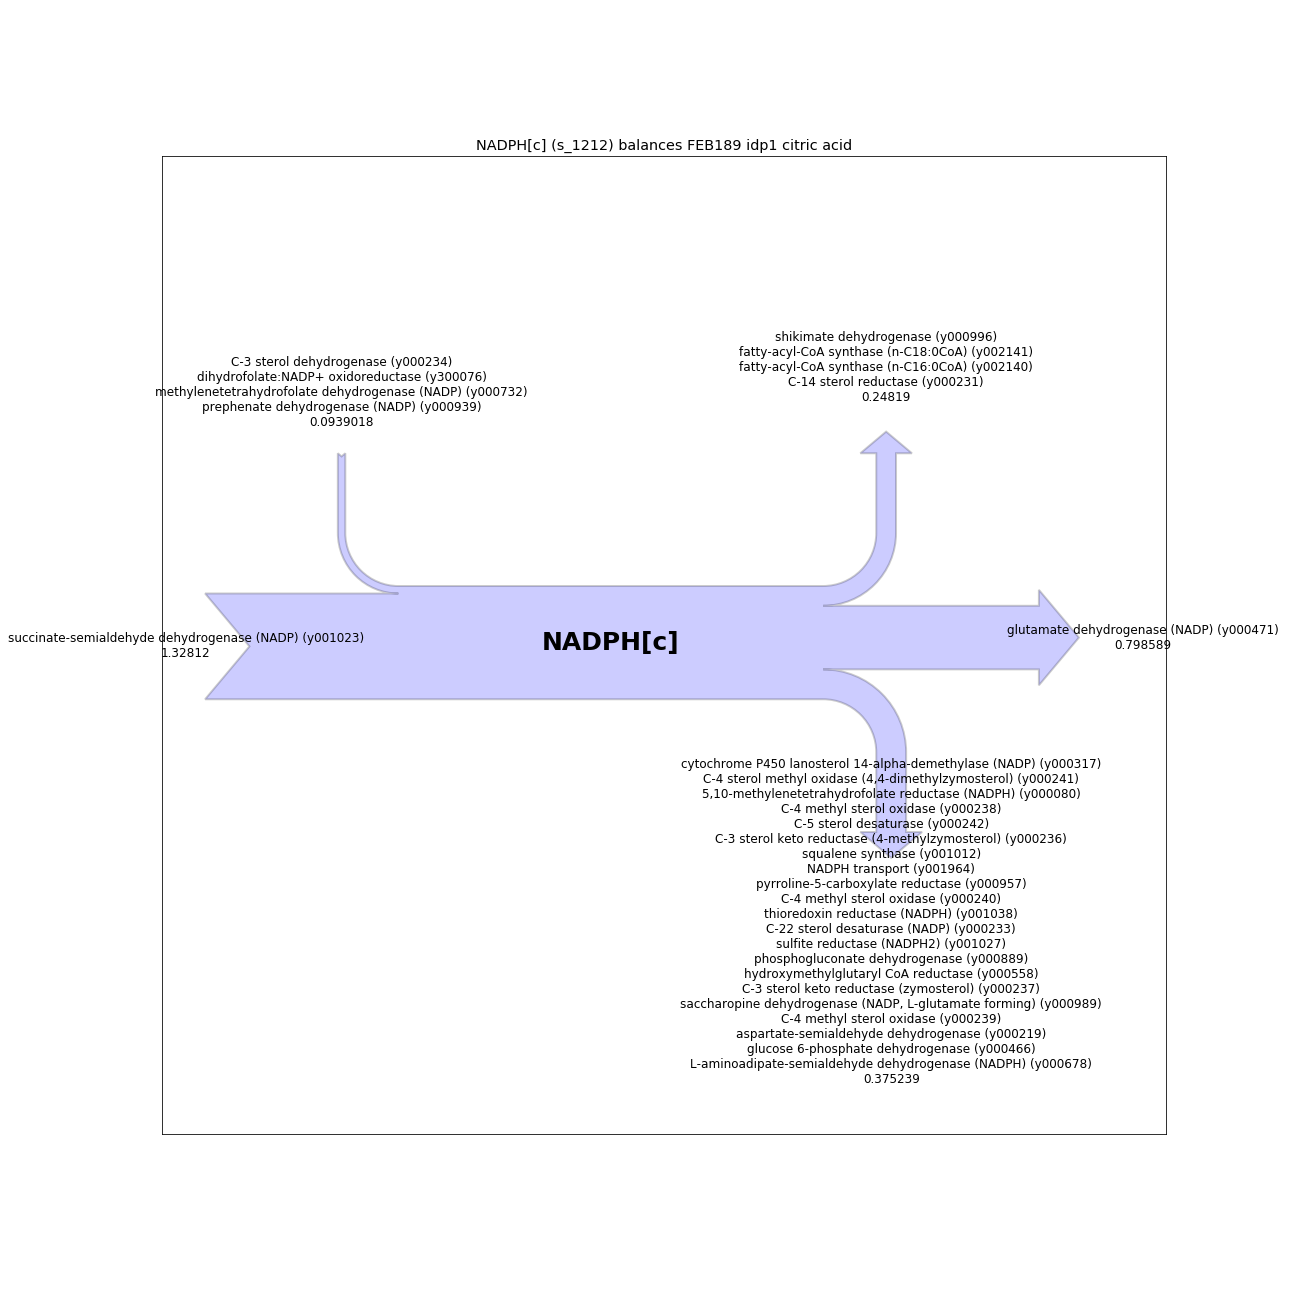 NADPH[c] (s_1212) balances FEB189 idp1 citric acid
C-3 sterol dehydrogenase (y000234)
dihydrofolate:NADP+ oxidoreductase (y300076)
methylenetetrahydrofolate dehydrogenase (NADP) (y000732)
prephenate dehydrogenase (NADP) (y000939)
0.0939018
shikimate dehydrogenase (y000996)
fatty-acyl-CoA synthase (n-C18:0CoA) (y002141)
fatty-acyl-CoA synthase (n-C16:0CoA) (y002140)
C-14 sterol reductase (y000231)
0.24819
succinate-semialdehyde dehydrogenase (NADP) (y001023)
1.32812
NADPH[c]
glutamate dehydrogenase (NADP) (y000471)
0.798589
cytochrome P450 lanosterol 14-alpha-demethylase (NADP) (y000317)
C-4 sterol methyl oxidase (4,4-dimethylzymosterol) (y000241)
5,10-methylenetetrahydrofolate reductase (NADPH) (y000080)
C-4 methyl sterol oxidase (y000238)
C-5 sterol desaturase (y000242)
C-3 sterol keto reductase (4-methylzymosterol) (y000236)
squalene synthase (y001012)
NADPH transport (y001964)
pyrroline-5-carboxylate reductase (y000957)
C-4 methyl sterol oxidase (y000240)
thioredoxin reductase (NADPH) (y001038)
C-22 sterol desaturase (NADP) (y000233)
sulfite reductase (NADPH2) (y001027)
phosphogluconate dehydrogenase (y000889)
hydroxymethylglutaryl CoA reductase (y000558)
C-3 sterol keto reductase (zymosterol) (y000237)
saccharopine dehydrogenase (NADP, L-glutamate forming) (y000989)
C-4 methyl sterol oxidase (y000239)
aspartate-semialdehyde dehydrogenase (y000219)
glucose 6-phosphate dehydrogenase (y000466)
L-aminoadipate-semialdehyde dehydrogenase (NADPH) (y000678)
0.375239